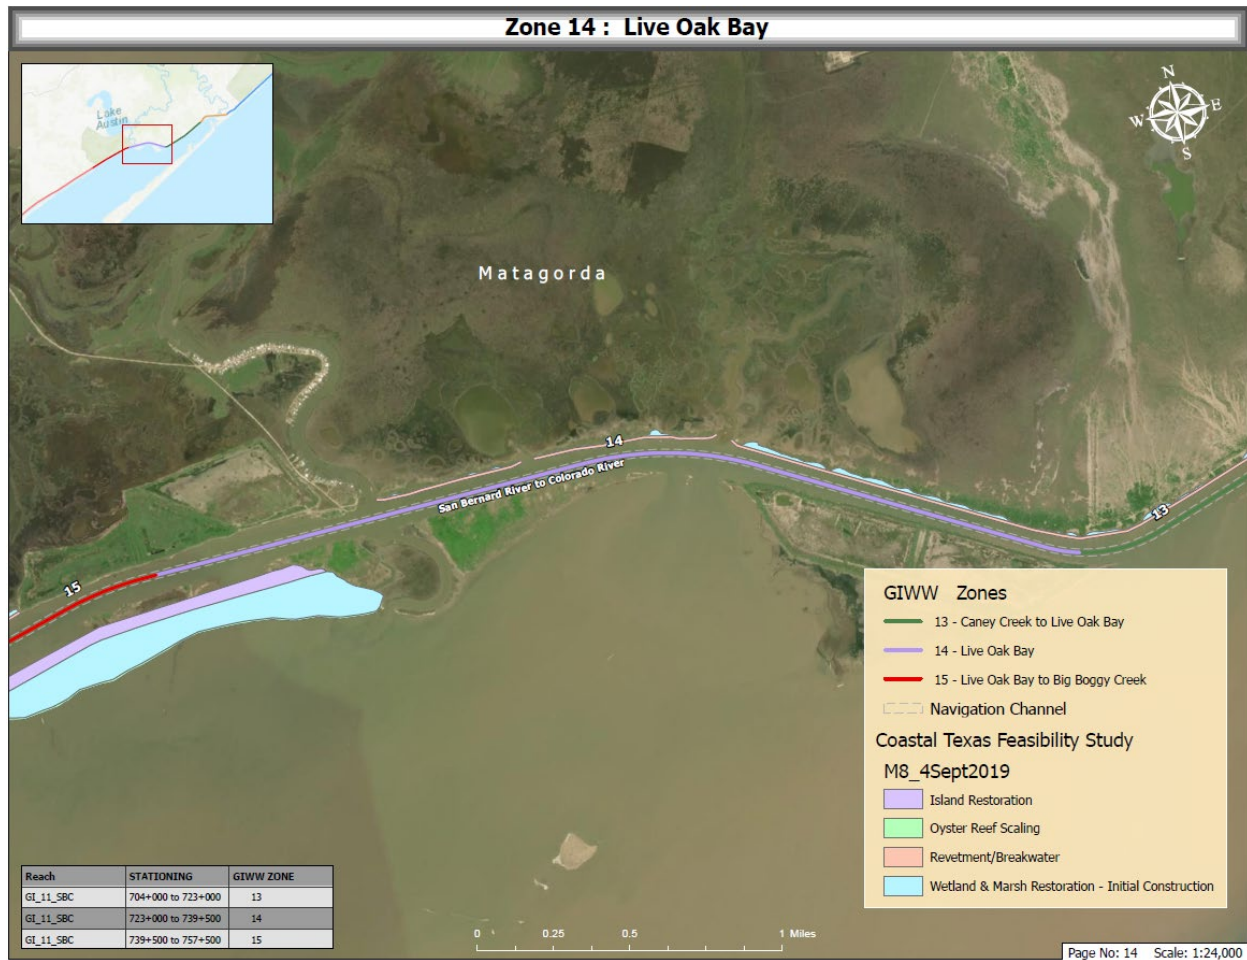 Zone 14 : Live Oak Bay
Lake
Austin
N
W E
S
Matagorda
14
San Bernard River to Colorado River
13
15
GIWW Zones
13 - Caney Creek to Live Oak Bay
14 - Live Oak Bay
15 - Live Oak Bay to Big Boggy Creek
Navigation Channel
Coastal Texas Feasibility Study
M8_4Sept2019
Island Restoration
Oyster Reef Scaling
Revetment/Breakwater
Wetland & Marsh Restoration - Initial Construction
Reach STATIONING GIWW ZONE
GI_11_SBC 704+000 to 723+000 13
GI_11_SBC 723+000 to 739+500 14
GI_11_SBC 739+500 to 757+500 15
0 0.25 0.5 1 Miles
Page No: 14 Scale: 1:24,000